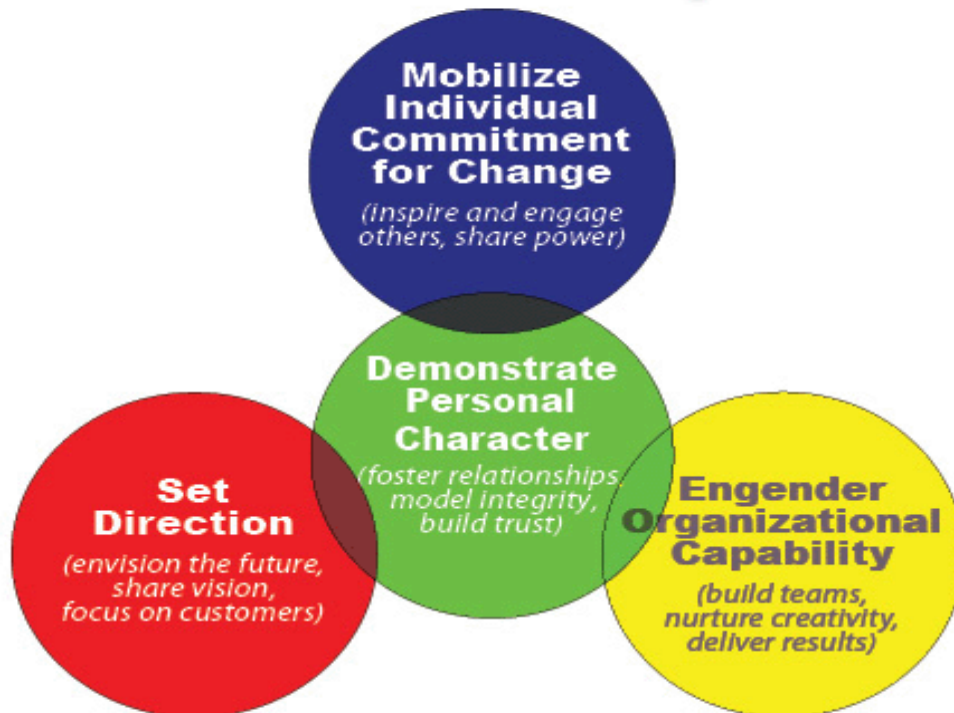 Mobilize
Individual
Commitment
for Change
(inspire and engage
others, share power)
Demonstrate
Personal
Character
(foster relationships,
model integrity,
build trust)
Set
Direction
(envision the future,
share vision,
focus on customers)
Engender
Organizational
Capability
(build teams,
nurture creativity,
deliver results)